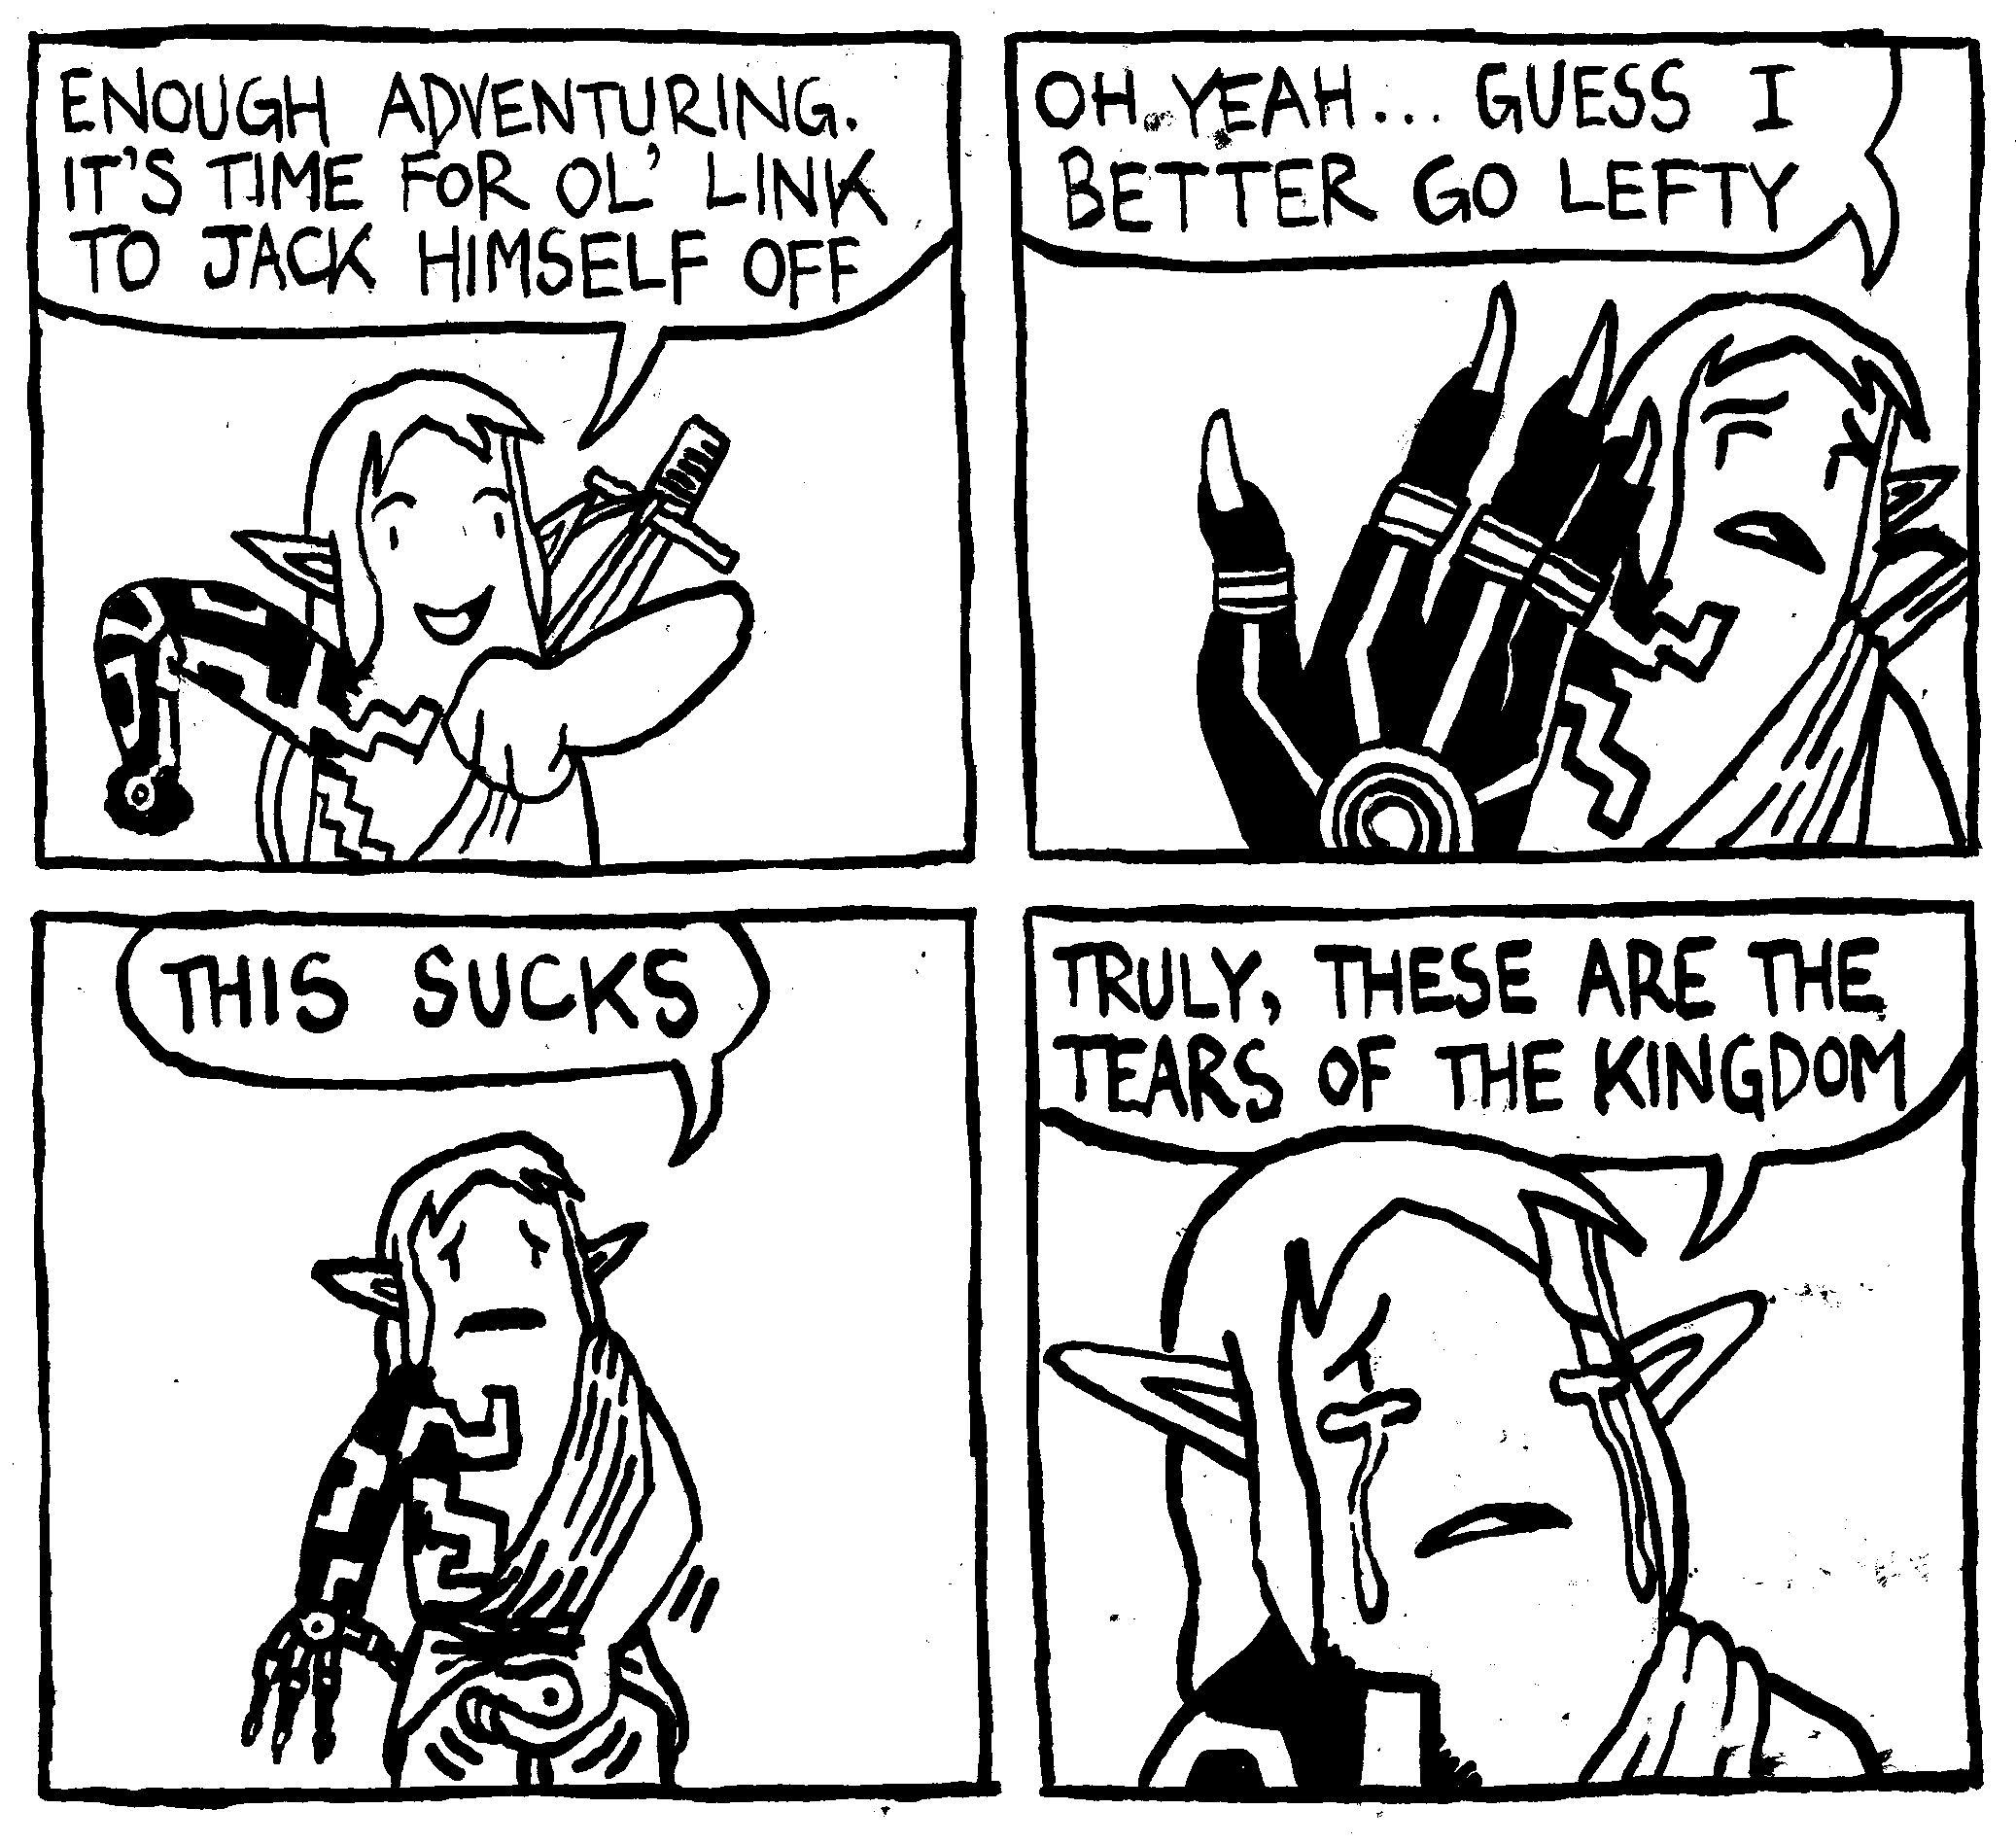 ENOUGH ADVENTURING.
IT'S TIME FOR OL' LINK
TO JACK HIMSELF OFF
OH YEAH... GUESS I
BETTER GO LEFTY
THIS SUCKS
TRULY, THESE ARE THE
TEARS OF THE KINGDOM